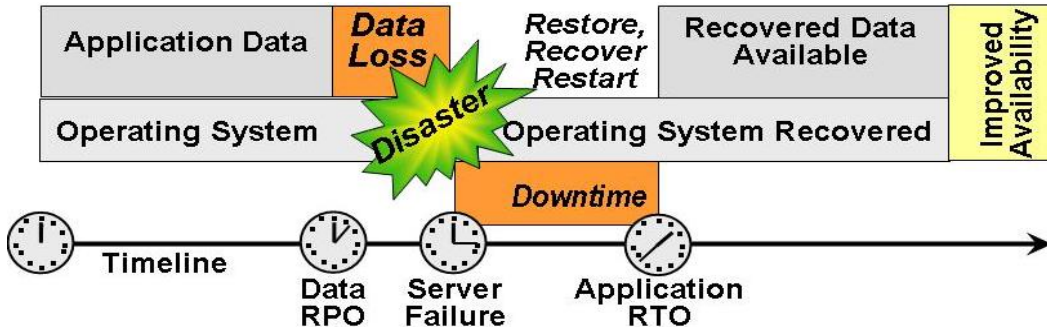 Application Data
Data
Loss
Restore,
Recover
Restart
Recovered Data
Available
Improved
Availability
Operating System
Disaster
Operating System Recovered
Downtime
Timeline
Data
RPO
Server
Failure
Application
RTO